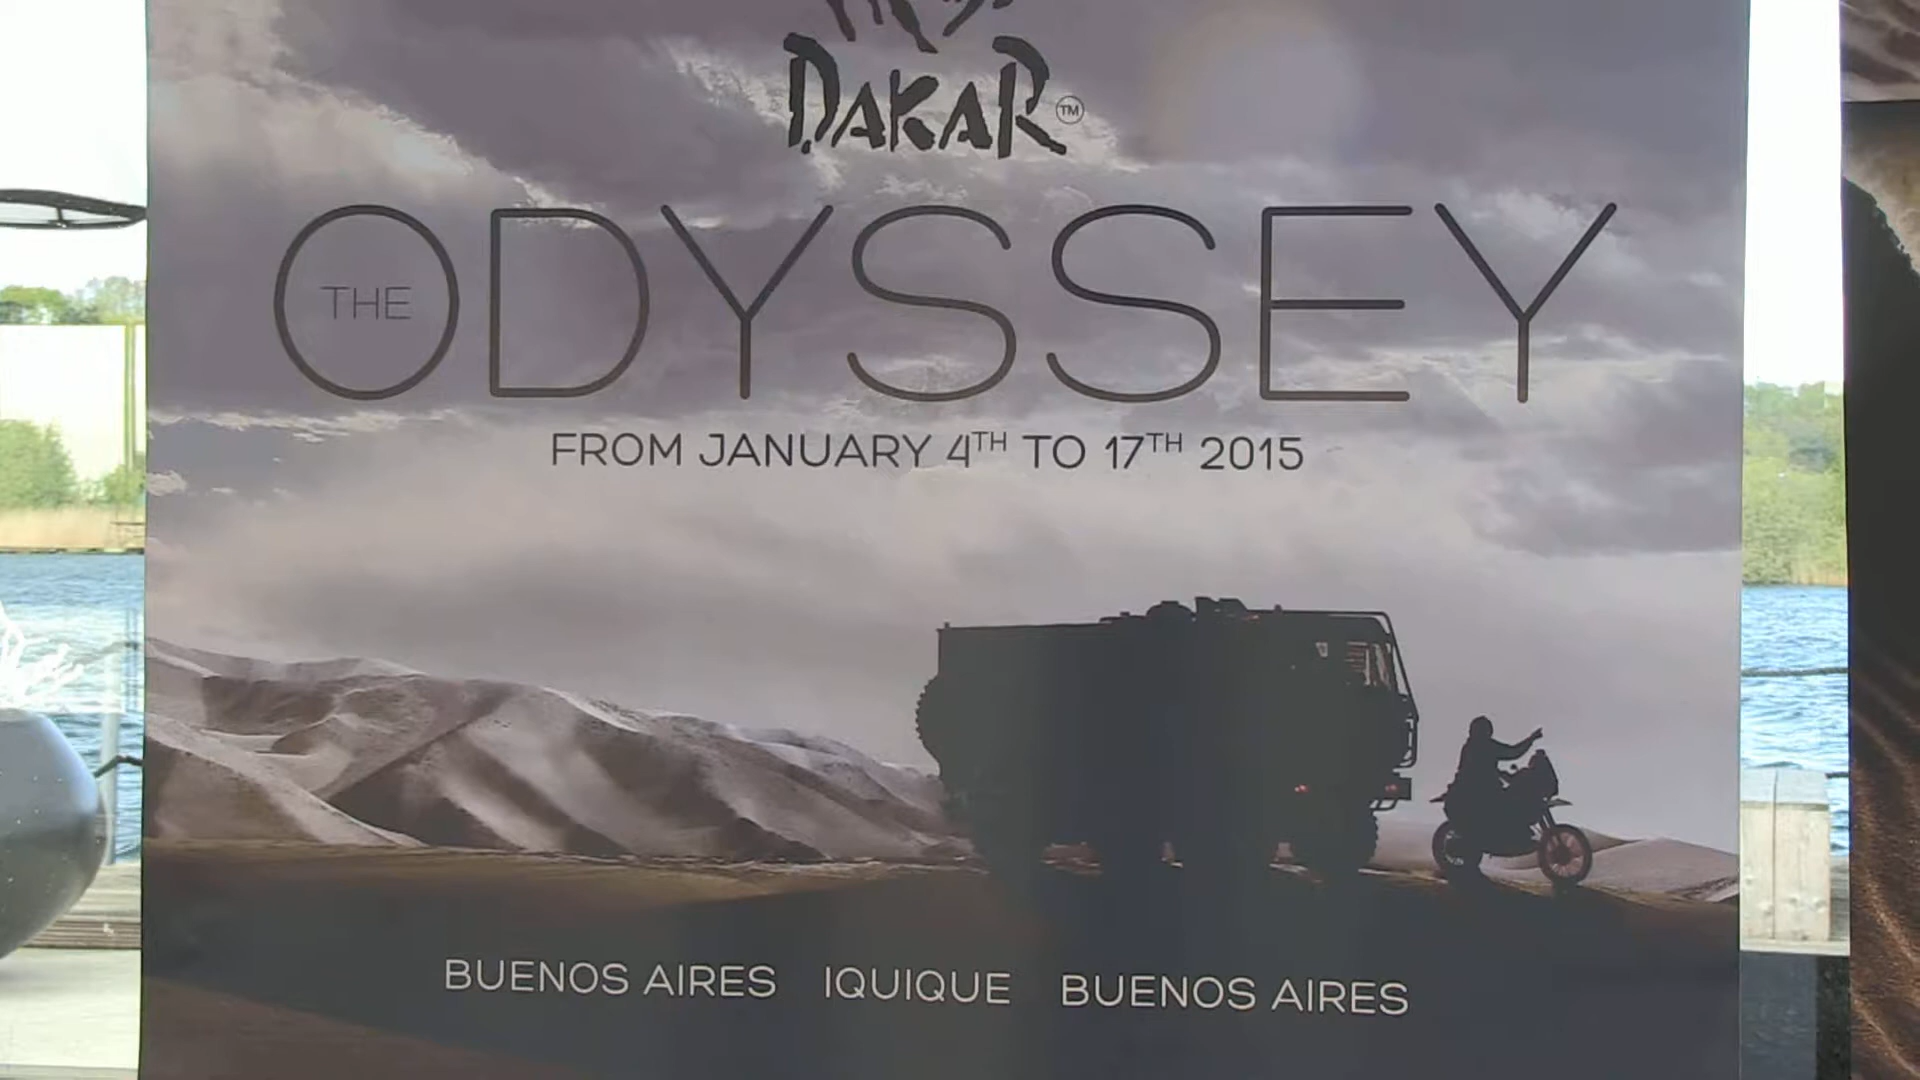 DAKAR™
THE ODYSSEY
FROM JANUARY 4TH TO 17TH 2015
BUENOS AIRES IQUIQUE BUENOS AIRES